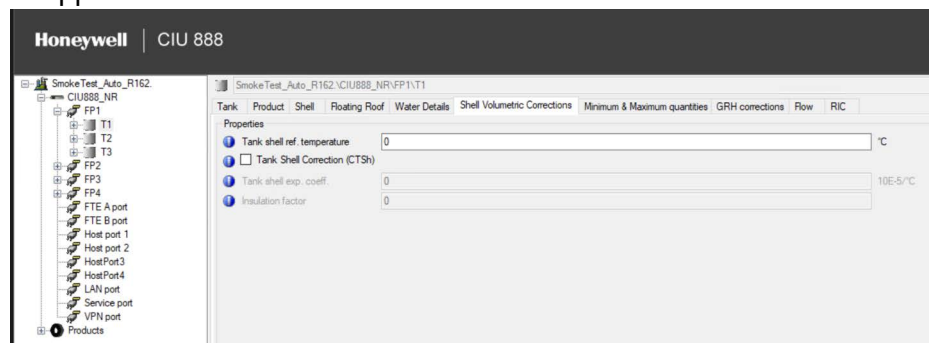 Honeywell | CIU 888
SmokeTest_Auto_R162.
CIU888_NR
FP1
T1
T2
T3
FP2
FP3
FP4
FTE A port
FTE B port
Host port 1
Host port 2
HostPort3
HostPort4
LAN port
Service port
VPN port
Products
SmokeTest_Auto_R162.\CIU888_NR\FP1\T1
Tank Product Shell Floating Roof Water Details Shell Volumetric Corrections Minimum & Maximum quantities GRH corrections Flow RIC
Properties
Tank shell ref. temperature 0 °C
Tank Shell Correction (CTSh)
Tank shell exp. coeff. 0 10E-5/°C
Insulation factor 0